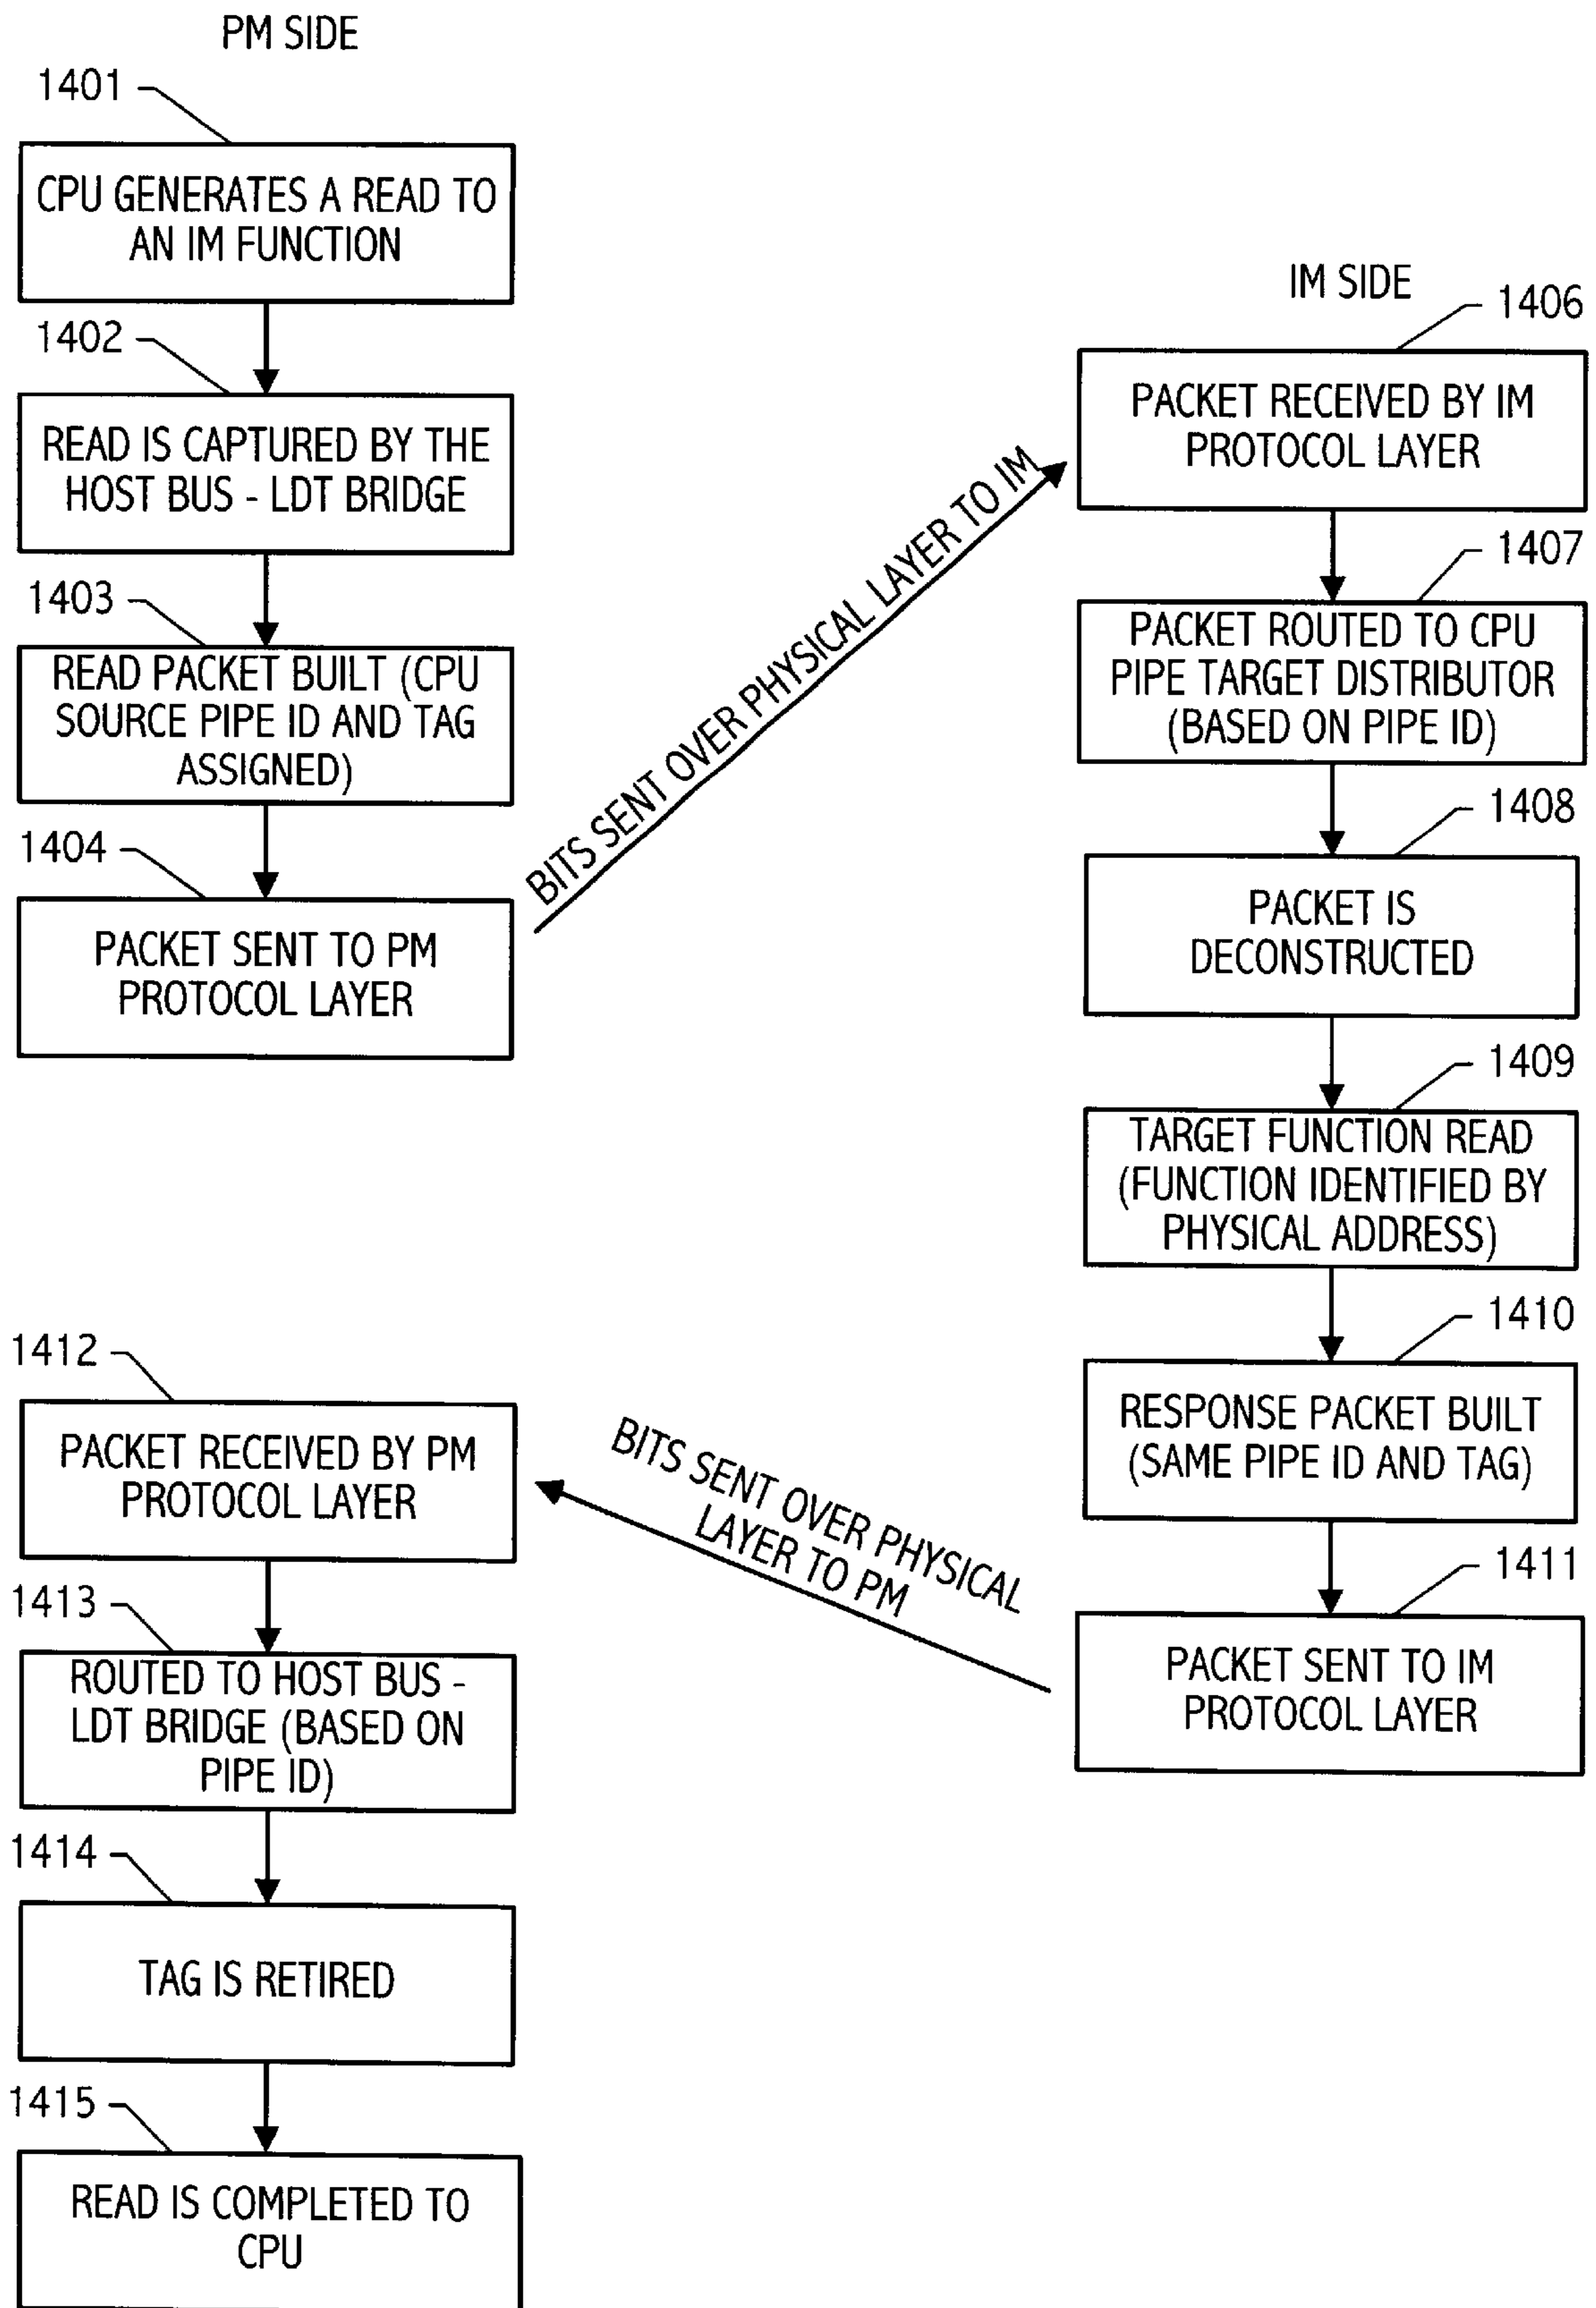 PM SIDE
1401
CPU GENERATES A READ TO
AN IM FUNCTION
1402
READ IS CAPTURED BY THE
HOST BUS - LDT BRIDGE
1403
READ PACKET BUILT (CPU
SOURCE PIPE ID AND TAG
ASSIGNED)
1404
PACKET SENT TO PM
PROTOCOL LAYER
BITS SENT OVER PHYSICAL LAYER TO IM
IM SIDE
1406
PACKET RECEIVED BY IM
PROTOCOL LAYER
1407
PACKET ROUTED TO CPU
PIPE TARGET DISTRIBUTOR
(BASED ON PIPE ID)
1408
PACKET IS
DECONSTRUCTED
1409
TARGET FUNCTION READ
(FUNCTION IDENTIFIED BY
PHYSICAL ADDRESS)
1410
RESPONSE PACKET BUILT
(SAME PIPE ID AND TAG)
1411
PACKET SENT TO IM
PROTOCOL LAYER
BITS SENT OVER PHYSICAL
LAYER TO PM
1412
PACKET RECEIVED BY PM
PROTOCOL LAYER
1413
ROUTED TO HOST BUS -
LDT BRIDGE (BASED ON
PIPE ID)
1414
TAG IS RETIRED
1415
READ IS COMPLETED TO
CPU